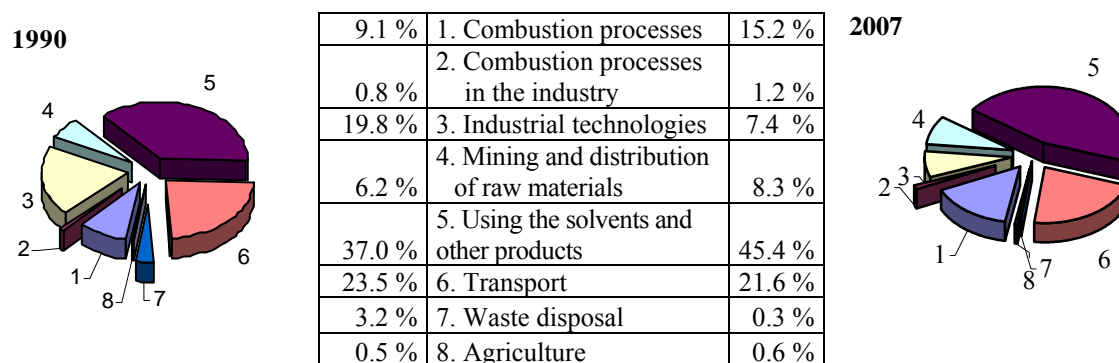 1990
5
4
3
2
1
8
7
6
9.1 % 1. Combustion processes 15.2 %
2. Combustion processes
0.8 % in the industry 1.2 %
19.8 % 3. Industrial technologies 7.4 %
4. Mining and distribution
6.2 % of raw materials 8.3 %
5. Using the solvents and
37.0 % other products 45.4 %
23.5 % 6. Transport 21.6 %
3.2 % 7. Waste disposal 0.3 %
0.5 % 8. Agriculture 0.6 %
2007
5
4
3
2
1
8
7
6